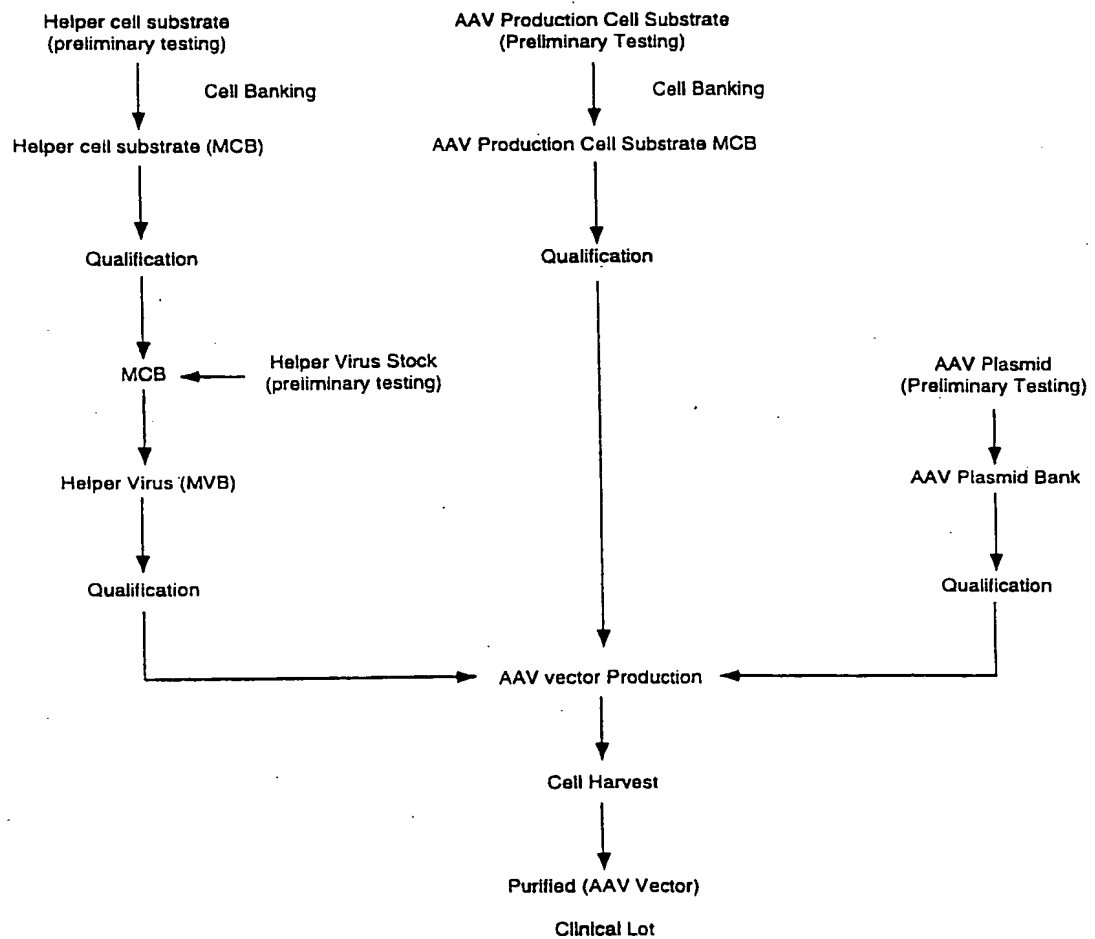 Helper cell substrate
(preliminary testing)
AAV Production Cell Substrate
(Preliminary Testing)
Cell Banking
Cell Banking
Helper cell substrate (MCB)
AAV Production Cell Substrate MCB
Qualification
Qualification
MCB
Helper Virus Stock
(preliminary testing)
AAV Plasmid
(Preliminary Testing)
Helper Virus (MVB)
AAV Plasmid Bank
Qualification
Qualification
AAV vector Production
Cell Harvest
Purified (AAV Vector)
Clinical Lot